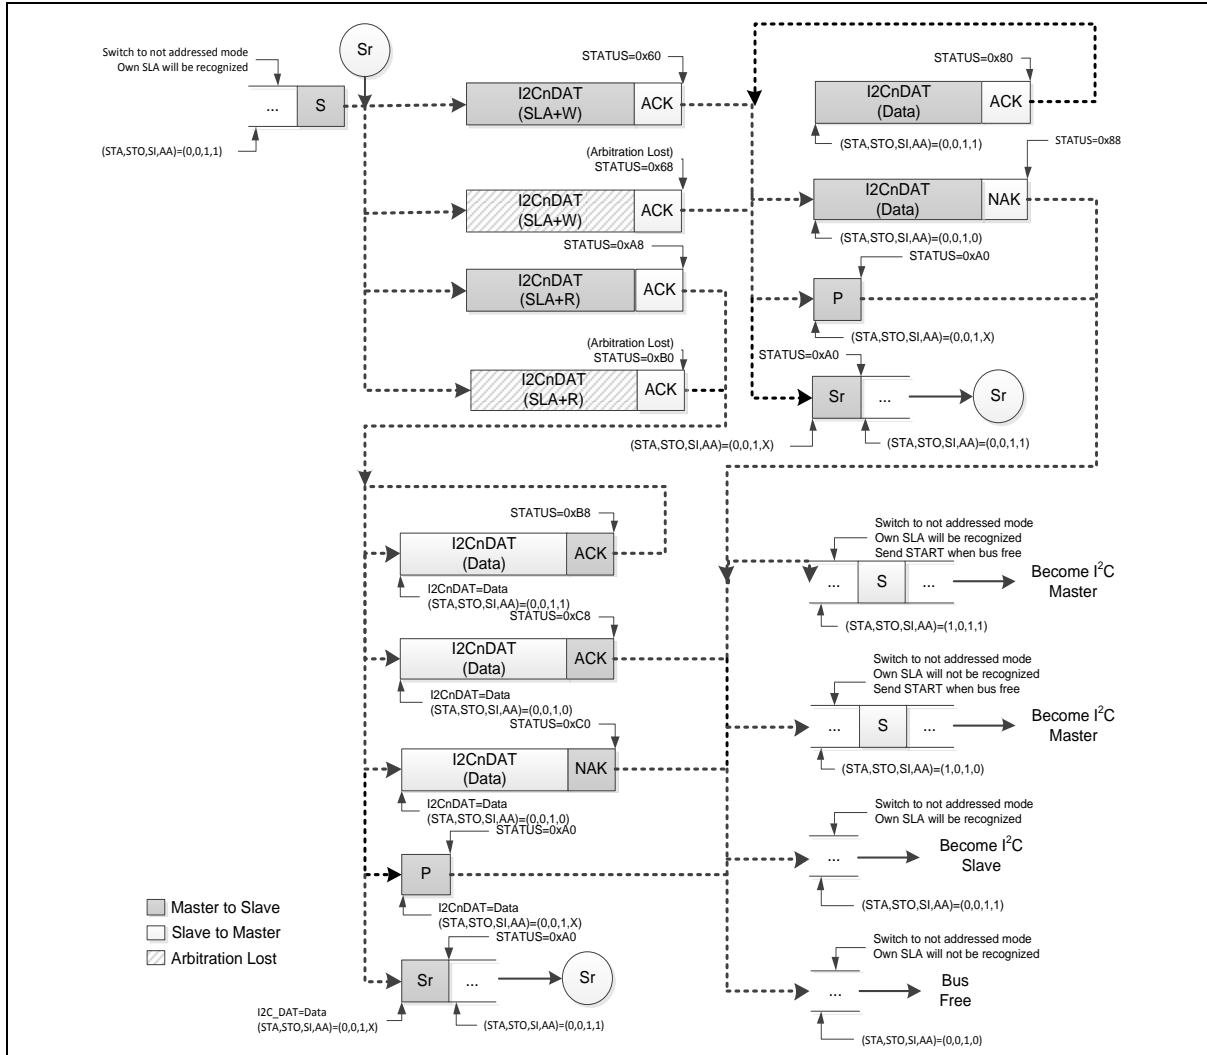 Switch to not addressed mode
Own SLA will be recognized
Sr
...
S
(STA,STO,SI,AA)=(0,0,1,1)
STATUS=0x60
I2CnDAT
(SLA+W)
ACK
(Arbitration Lost)
STATUS=0x68
I2CnDAT
(SLA+W)
ACK
STATUS=0xA8
I2CnDAT
(SLA+R)
ACK
(Arbitration Lost)
STATUS=0xB0
I2CnDAT
(SLA+R)
ACK
STATUS=0x80
I2CnDAT
(Data)
ACK
(STA,STO,SI,AA)=(0,0,1,1)
STATUS=0x88
I2CnDAT
(Data)
NAK
(STA,STO,SI,AA)=(0,0,1,0)
STATUS=0xA0
P
(STA,STO,SI,AA)=(0,0,1,X)
STATUS=0xA0
Sr
...
Sr
(STA,STO,SI,AA)=(0,0,1,X)
(STA,STO,SI,AA)=(0,0,1,1)
STATUS=0xB8
I2CnDAT
(Data)
ACK
I2CnDAT=Data
(STA,STO,SI,AA)=(0,0,1,1)
STATUS=0xC8
I2CnDAT
(Data)
ACK
I2CnDAT=Data
(STA,STO,SI,AA)=(0,0,1,0)
STATUS=0xC0
I2CnDAT
(Data)
NAK
I2CnDAT=Data
(STA,STO,SI,AA)=(0,0,1,0)
STATUS=0xA0
P
I2CnDAT=Data
(STA,STO,SI,AA)=(0,0,1,X)
STATUS=0xA0
Sr
...
Sr
I2C_DAT=Data
(STA,STO,SI,AA)=(0,0,1,X)
(STA,STO,SI,AA)=(0,0,1,1)
Switch to not addressed mode
Own SLA will be recognized
Send START when bus free
...
S
...
Become I²C
Master
(STA,STO,SI,AA)=(1,0,1,1)
Switch to not addressed mode
Own SLA will not be recognized
Send START when bus free
...
S
...
Become I²C
Master
(STA,STO,SI,AA)=(1,0,1,0)
Switch to not addressed mode
Own SLA will be recognized
...
Become I²C
Slave
(STA,STO,SI,AA)=(0,0,1,1)
Switch to not addressed mode
Own SLA will not be recognized
...
Bus
Free
(STA,STO,SI,AA)=(0,0,1,0)
Master to Slave
Slave to Master
Arbitration Lost